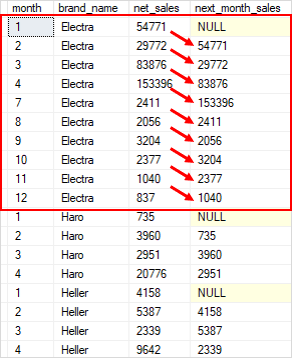 month brand_name net_sales next_month_sales
1 Electra 54771 NULL
2 Electra 29772 54771
3 Electra 83876 29772
4 Electra 153396 83876
7 Electra 2411 153396
8 Electra 2056 2411
9 Electra 3204 2056
10 Electra 2377 3204
11 Electra 1040 2377
12 Electra 837 1040
1 Haro 735 NULL
2 Haro 3960 735
3 Haro 2951 3960
4 Haro 20776 2951
1 Heller 4158 NULL
2 Heller 5387 4158
3 Heller 2339 5387
4 Heller 9642 2339